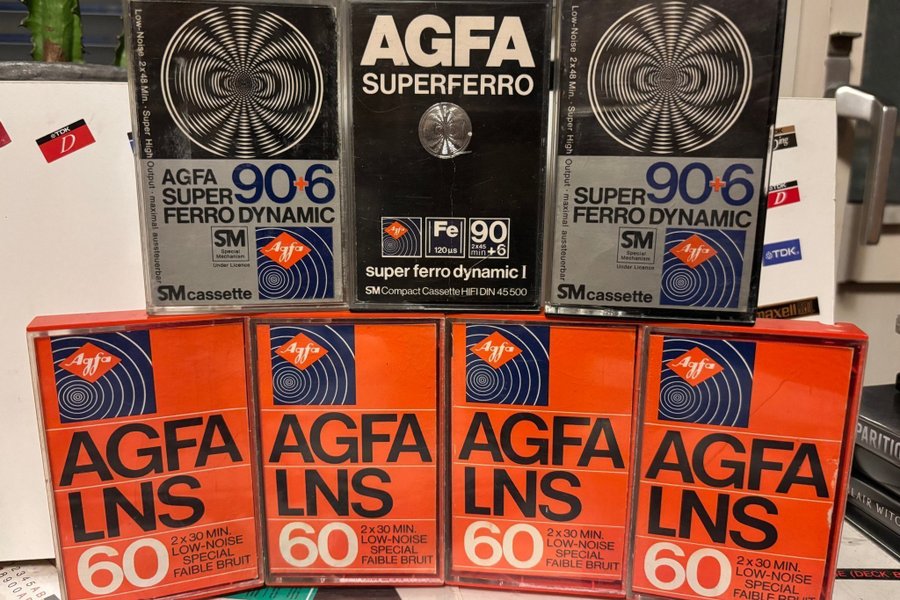 Low-Noise 2x48 Min. · Super High Output · maximal aussteuerbar
AGFA
SUPER 90+6
FERRO DYNAMIC
SM
Special
Mechanism
Under Licence
Agfa
SM cassette
AGFA
SUPERFERRO
Agfa
Fe
120 µs
90
2x45
min +6
super ferro dynamic I
SM Compact Cassette HIFI DIN 45 500
Low-Noise 2x48 Min. · Super High Output · maximal aussteuerbar
SUPER 90+6
FERRO DYNAMIC
SM
Special
Mechanism
Under Licence
Agfa
SM cassette
TDK
D
TDK
D
TDK
maxell
Agfa
AGFA
LNS
60
2 x 30 MIN.
LOW-NOISE
SPECIAL
FAIBLE BRUIT
Agfa
AGFA
LNS
60
2 x 30 MIN.
LOW-NOISE
SPECIAL
FAIBLE BRUIT
Agfa
AGFA
LNS
60
2 x 30 MIN.
LOW-NOISE
SPECIAL
FAIBLE BRUIT
Agfa
AGFA
LNS
60
2 x 30 MIN.
LOW-NOISE
SPECIAL
FAIBLE BRUIT
PARITIO
LAIR WITC
(DECK